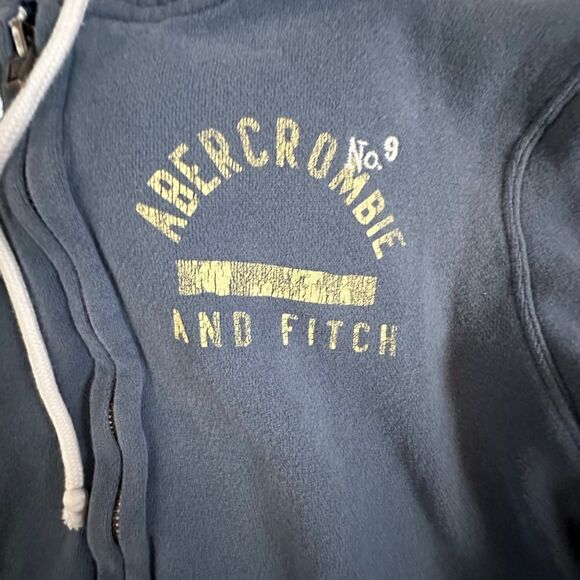 No. 9
ABERCROMBIE
AND FITCH